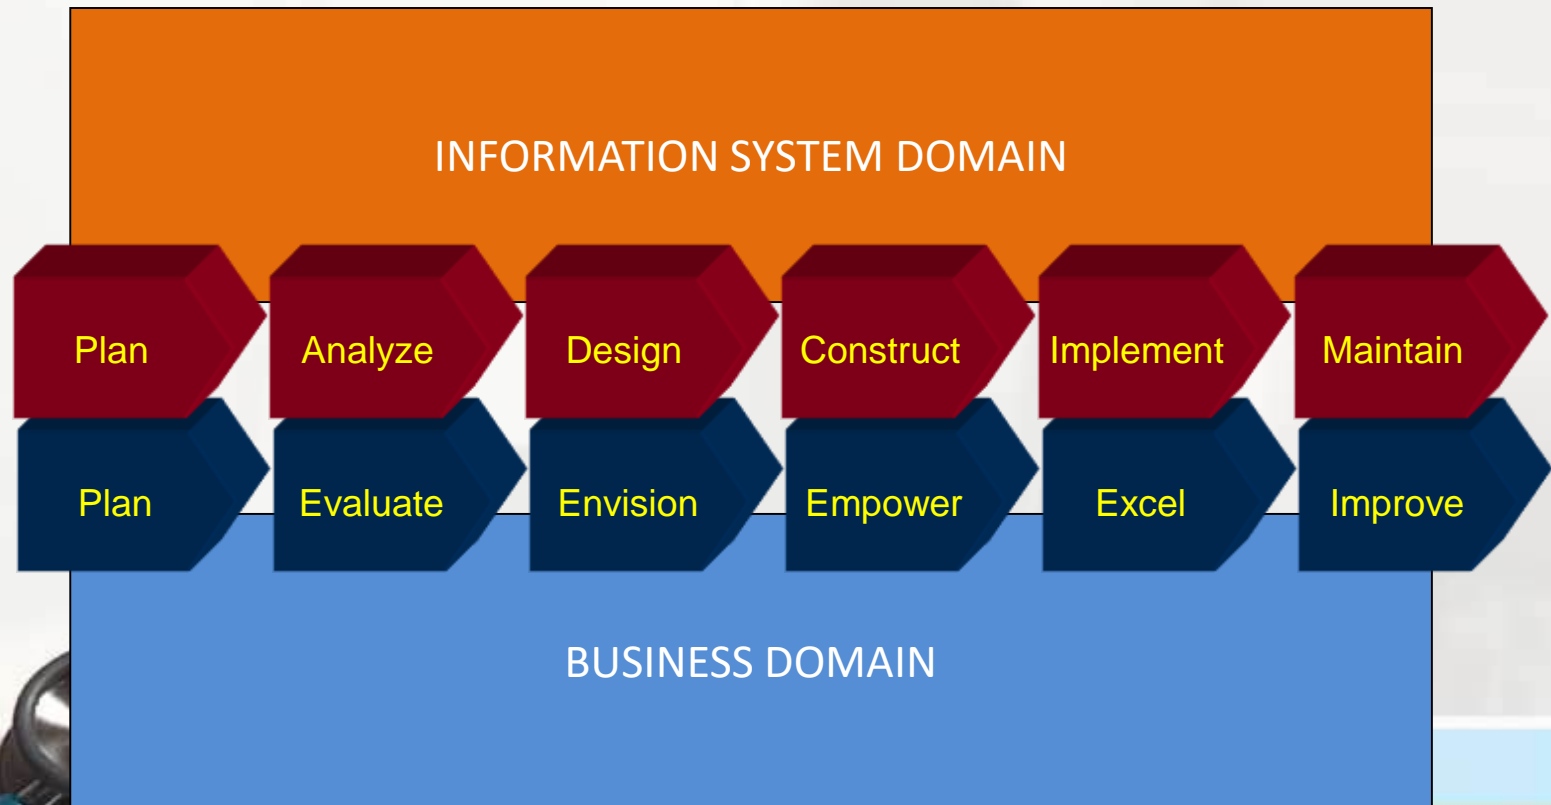 INFORMATION SYSTEM DOMAIN
Plan Analyze Design Construct Implement Maintain
Plan Evaluate Envision Empower Excel Improve
BUSINESS DOMAIN